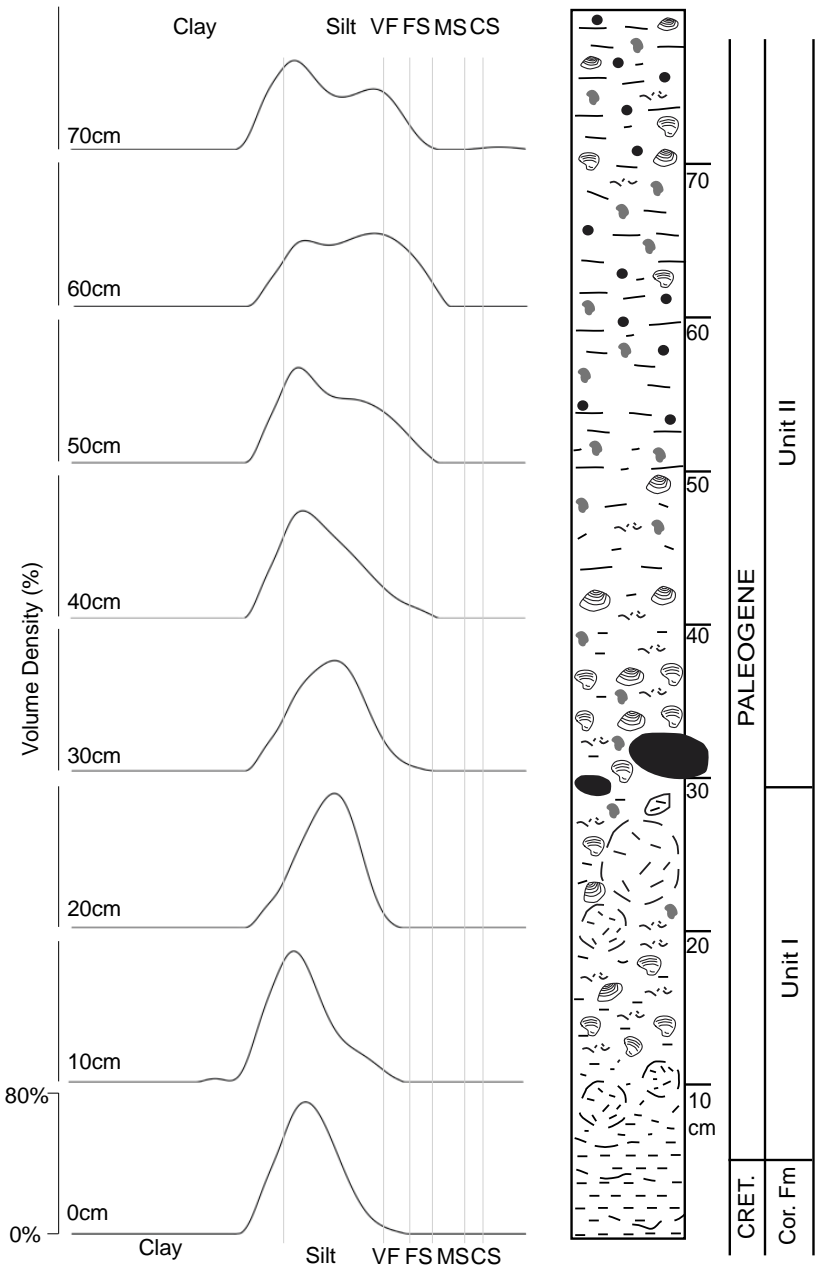 Clay Silt VF FS MS CS
70cm
60cm
50cm
40cm
30cm
20cm
10cm
0cm
80%
0%
Volume Density (%)
Clay Silt VF FS MS CS
70
60
50
40
30
20
10
cm
PALEOGENE
CRET.
Unit II
Unit I
Cor. Fm